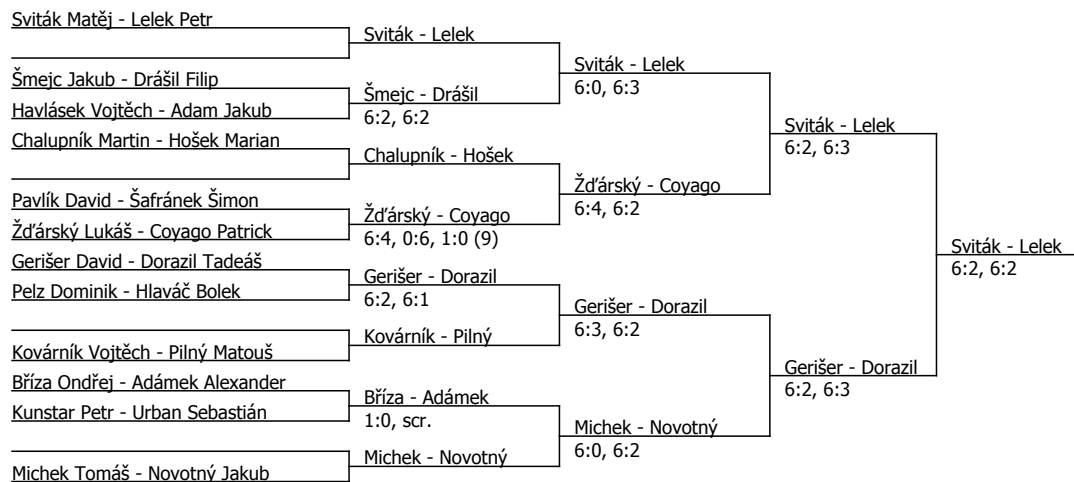 Sviták Matěj - Lelek Petr
Šmejc Jakub - Drášil Filip
Havlásek Vojtěch - Adam Jakub
Chalupník Martin - Hošek Marian
Pavlík David - Šafránek Šimon
Žďárský Lukáš - Coyago Patrick
Gerišer David - Dorazil Tadeáš
Pelz Dominik - Hlaváč Bolek
Kovárník Vojtěch - Pilný Matouš
Bříza Ondřej - Adámek Alexander
Kunstar Petr - Urban Sebastián
Michek Tomáš - Novotný Jakub
Sviták - Lelek
Šmejc - Drášil
6:2, 6:2
Chalupník - Hošek
Žďárský - Coyago
6:4, 0:6, 1:0 (9)
Gerišer - Dorazil
6:2, 6:1
Kovárník - Pilný
Bříza - Adámek
1:0, scr.
Michek - Novotný
Sviták - Lelek
6:0, 6:3
Žďárský - Coyago
6:4, 6:2
Gerišer - Dorazil
6:3, 6:2
Michek - Novotný
6:0, 6:2
Sviták - Lelek
6:2, 6:3
Gerišer - Dorazil
6:2, 6:3
Sviták - Lelek
6:2, 6:2